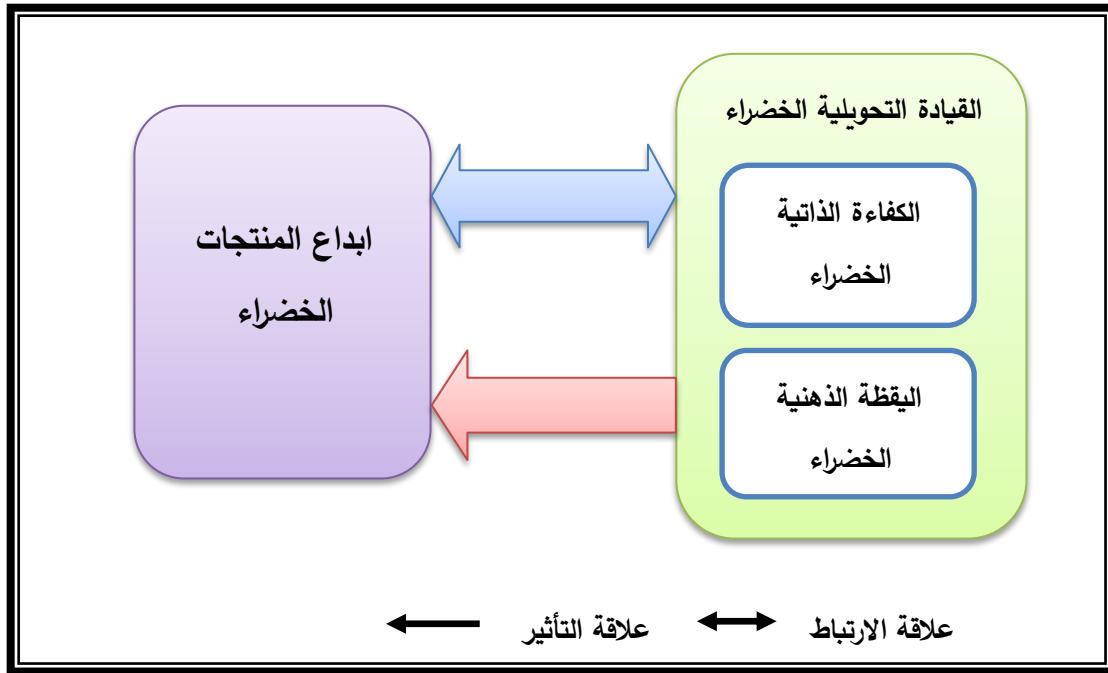 القيادة التحويلية الخضراء
الكفاءة الذاتية
الخضراء
اليقظة الذهنية
الخضراء
ابداع المنتجات
الخضراء
علاقة الارتباط
علاقة التأثير